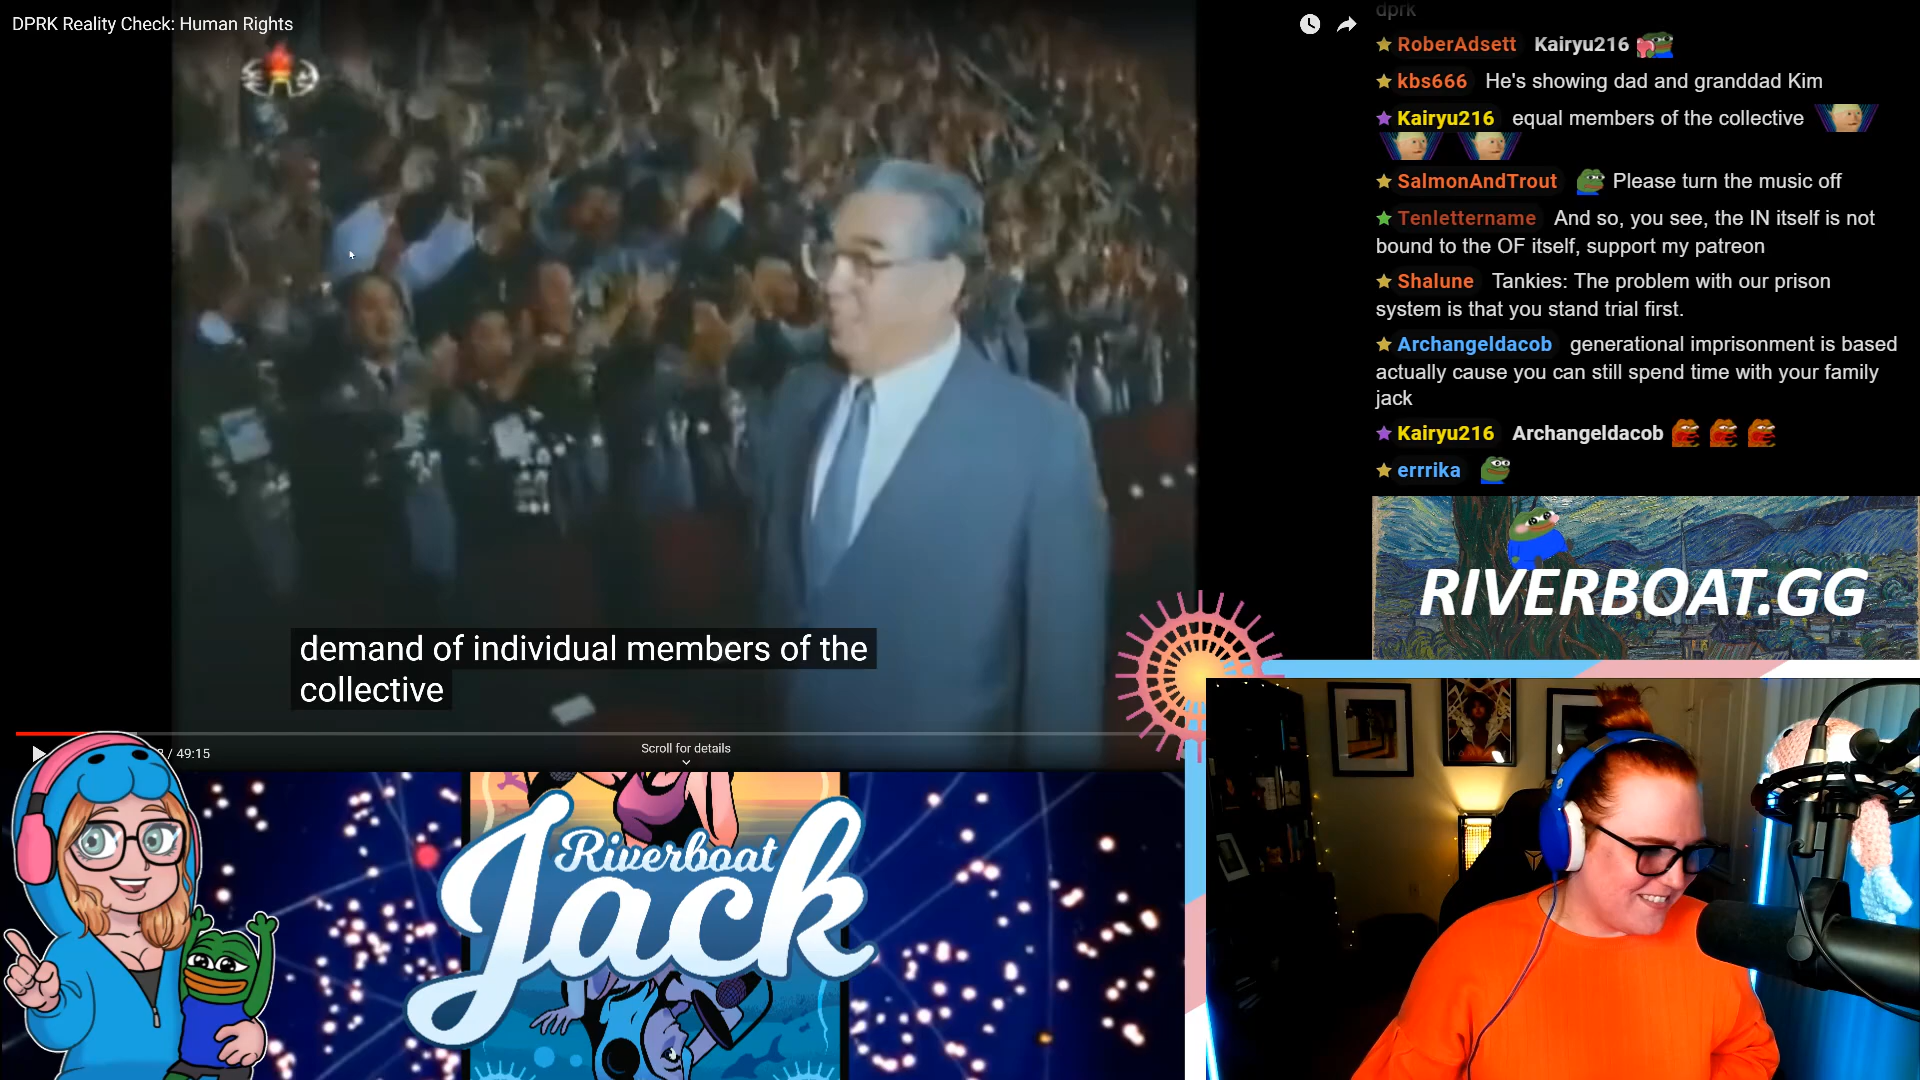 DPRK Reality Check: Human Rights
dprk
RoberAdsett Kairyu216
kbs666 He's showing dad and granddad Kim
Kairyu216 equal members of the collective
SalmonAndTrout Please turn the music off
Tenlettername And so, you see, the IN itself is not
bound to the OF itself, support my patreon
Shalune Tankies: The problem with our prison
system is that you stand trial first.
Archangeldacob generational imprisonment is based
actually cause you can still spend time with your family
jack
Kairyu216 Archangeldacob
errrika
RIVERBOAT.GG
demand of individual members of the
collective
/ 49:15
Scroll for details
Riverboat
Jack